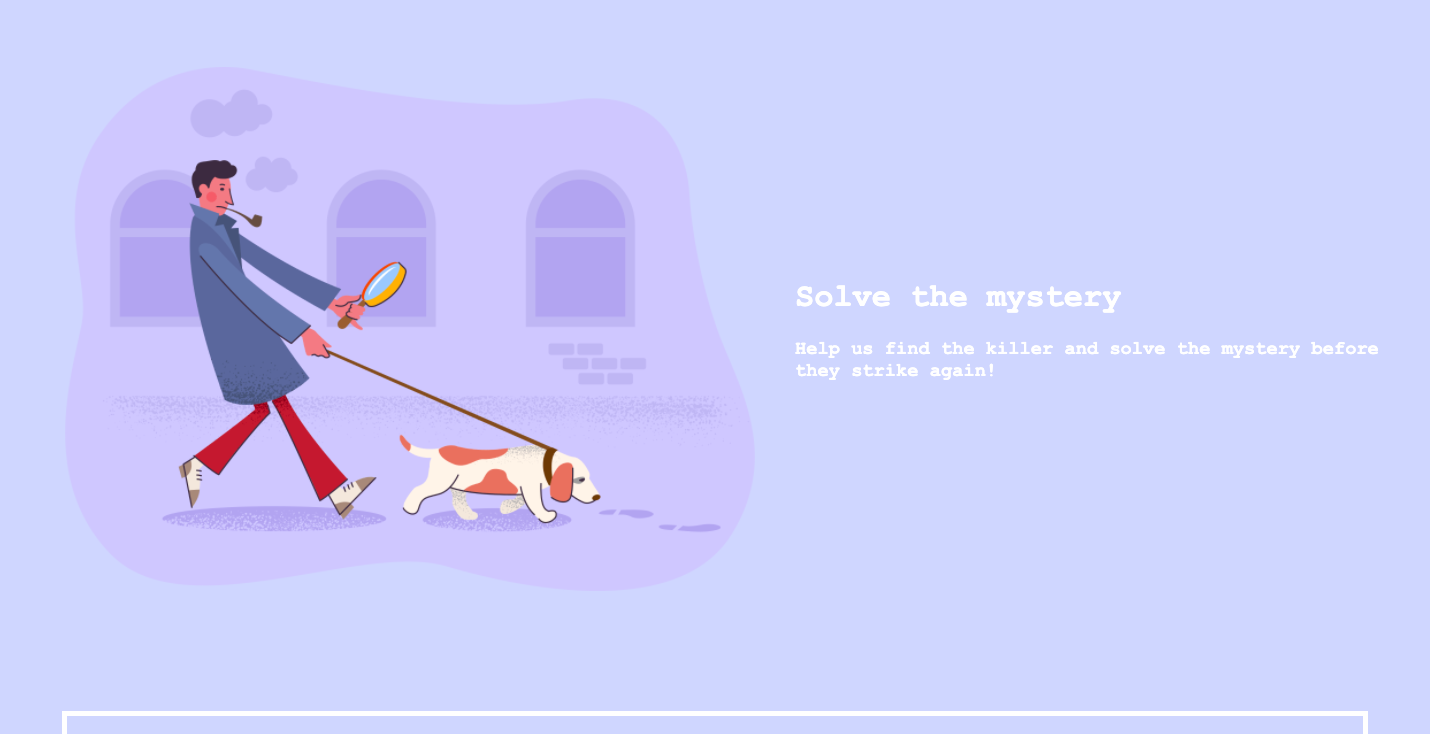 Solve the mystery
Help us find the killer and solve the mystery before
they strike again!